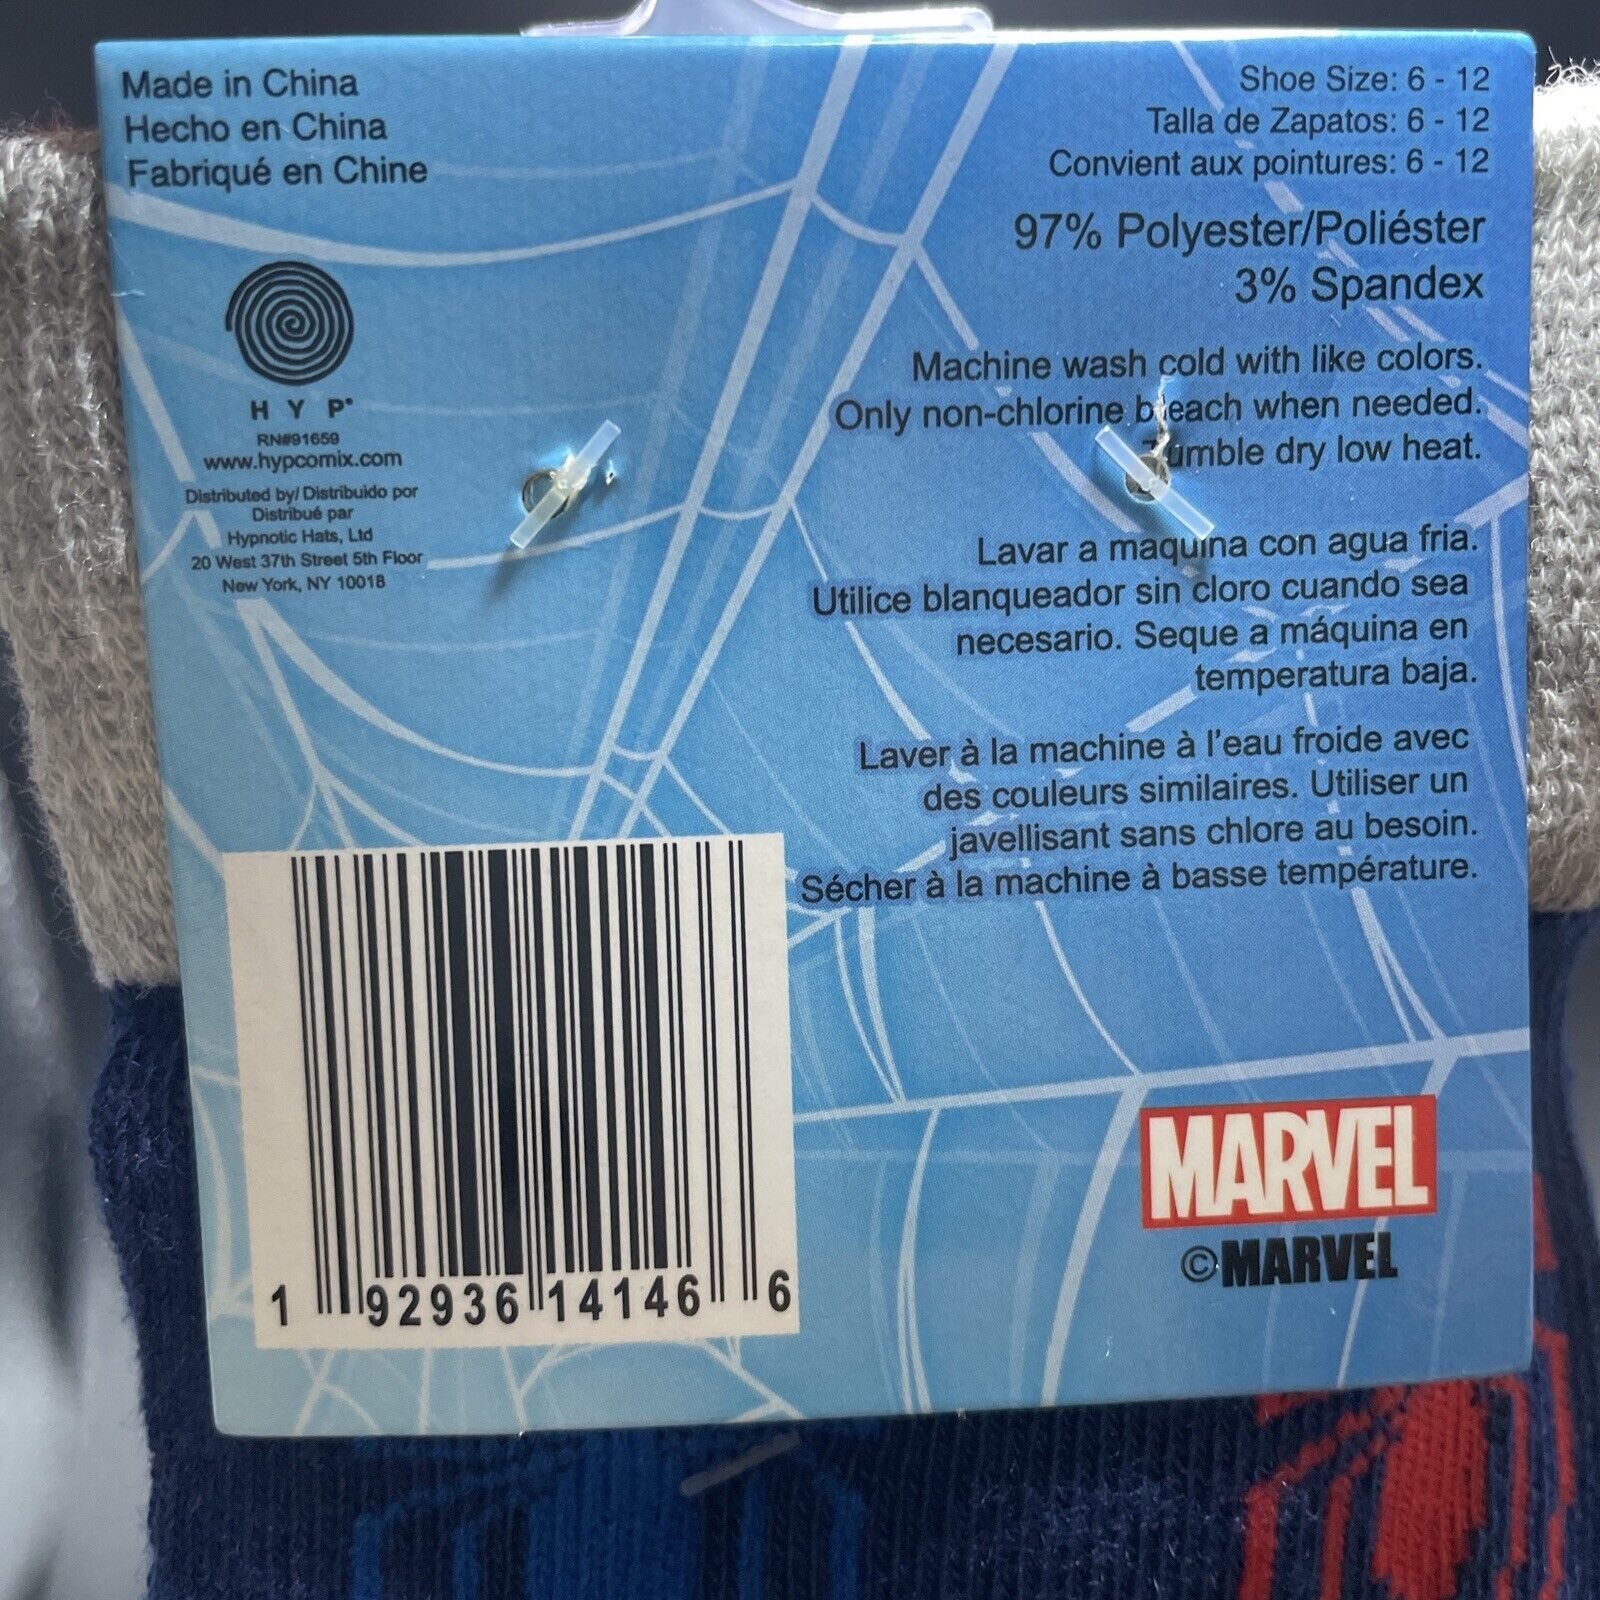 Made in China
Hecho en China
Fabriqué en Chine
HYP
RN#91659
www.hypcomix.com
Distributed by/ Distribuido por
Distribué par
Hypnotic Hats, Ltd
20 West 37th Street 5th Floor
New York, NY 10018
Shoe Size: 6 - 12
Talla de Zapatos: 6 - 12
Convient aux pointures: 6 - 12
97% Polyester/Poliéster
3% Spandex
Machine wash cold with like colors.
Only non-chlorine bleach when needed.
Tumble dry low heat.
Lavar a maquina con agua fria.
Utilice blanqueador sin cloro cuando sea
necesario. Seque a máquina en
temperatura baja.
Laver à la machine à l'eau froide avec
des couleurs similaires. Utiliser un
javellisant sans chlore au besoin.
Sécher à la machine à basse température.
1 92936 14146 6
MARVEL
©MARVEL